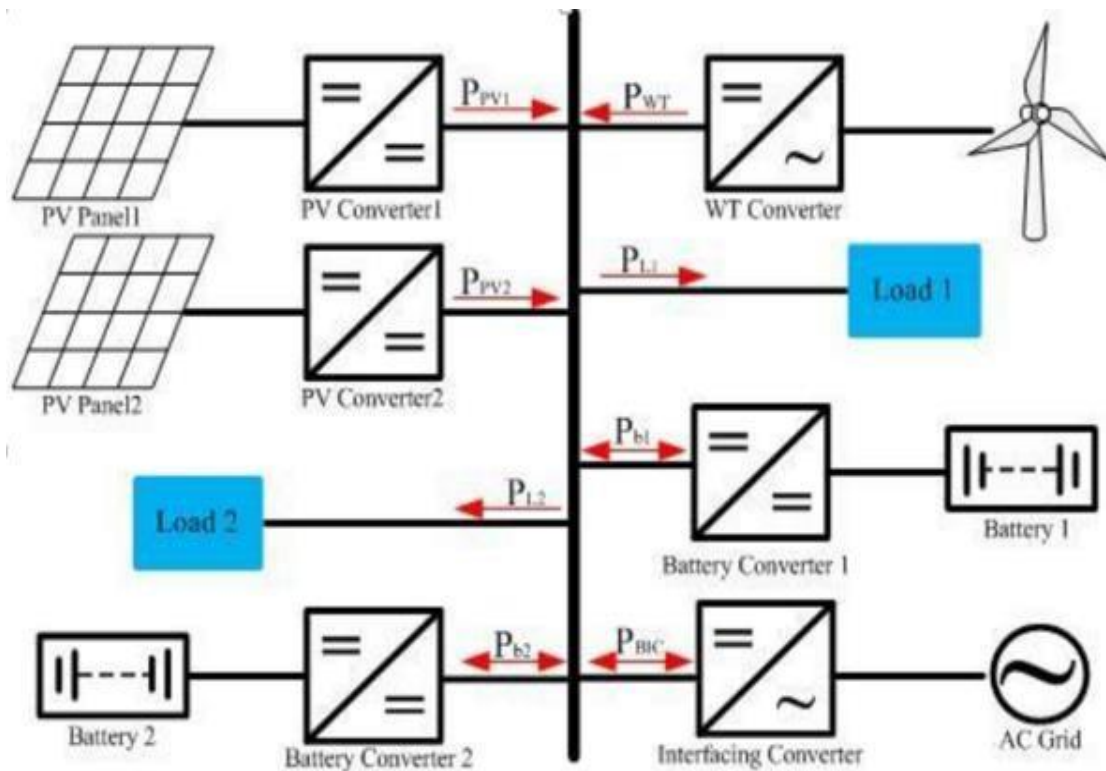 P_PV1
P_WT
PV Panel1
PV Converter1
WT Converter
P_PV2
P_L1
Load 1
PV Panel2
PV Converter2
P_b1
Load 2
P_L2
Battery Converter 1
Battery 1
P_b2
P_BIC
Battery 2
Battery Converter 2
Interfacing Converter
AC Grid